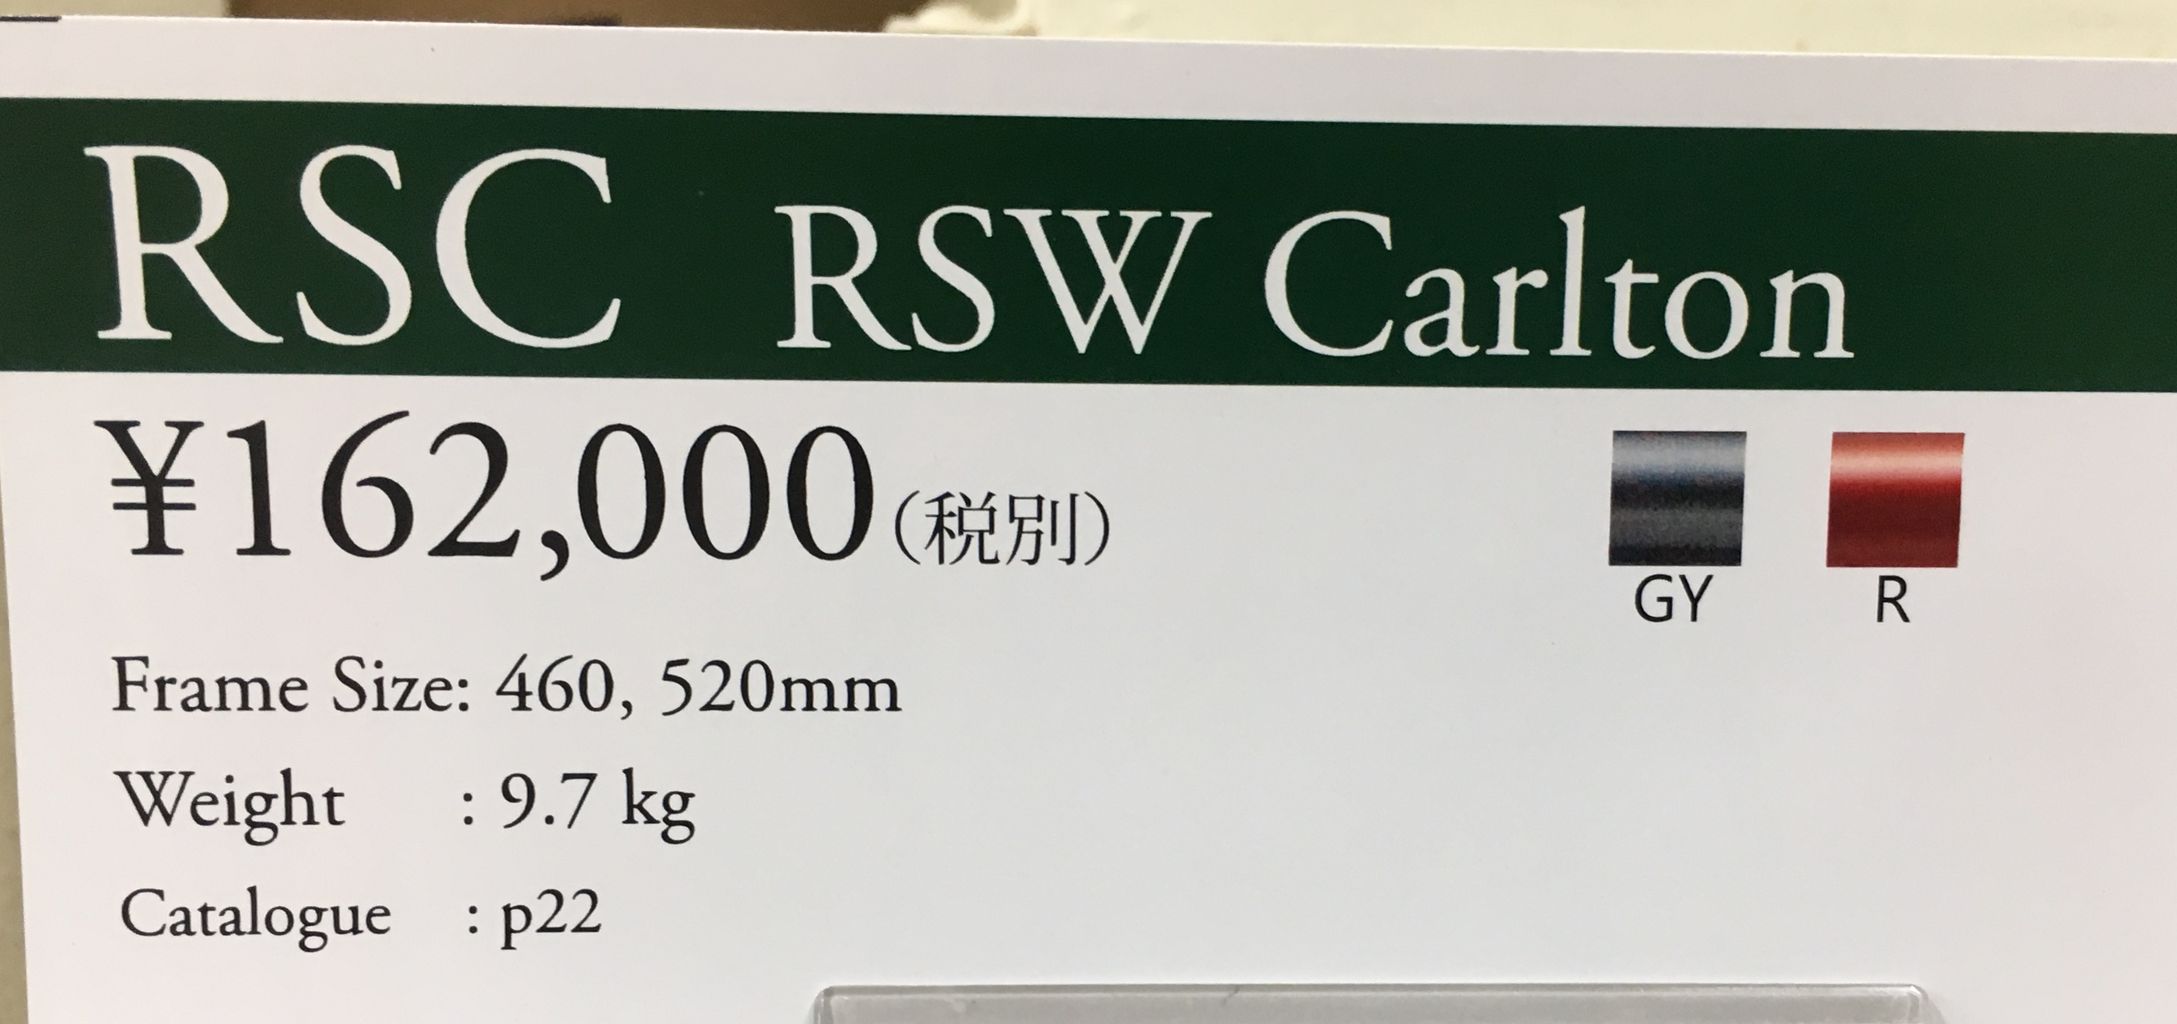 RSC RSW Carlton
¥162,000(税別)
GY R
Frame Size: 460, 520mm
Weight : 9.7 kg
Catalogue : p22